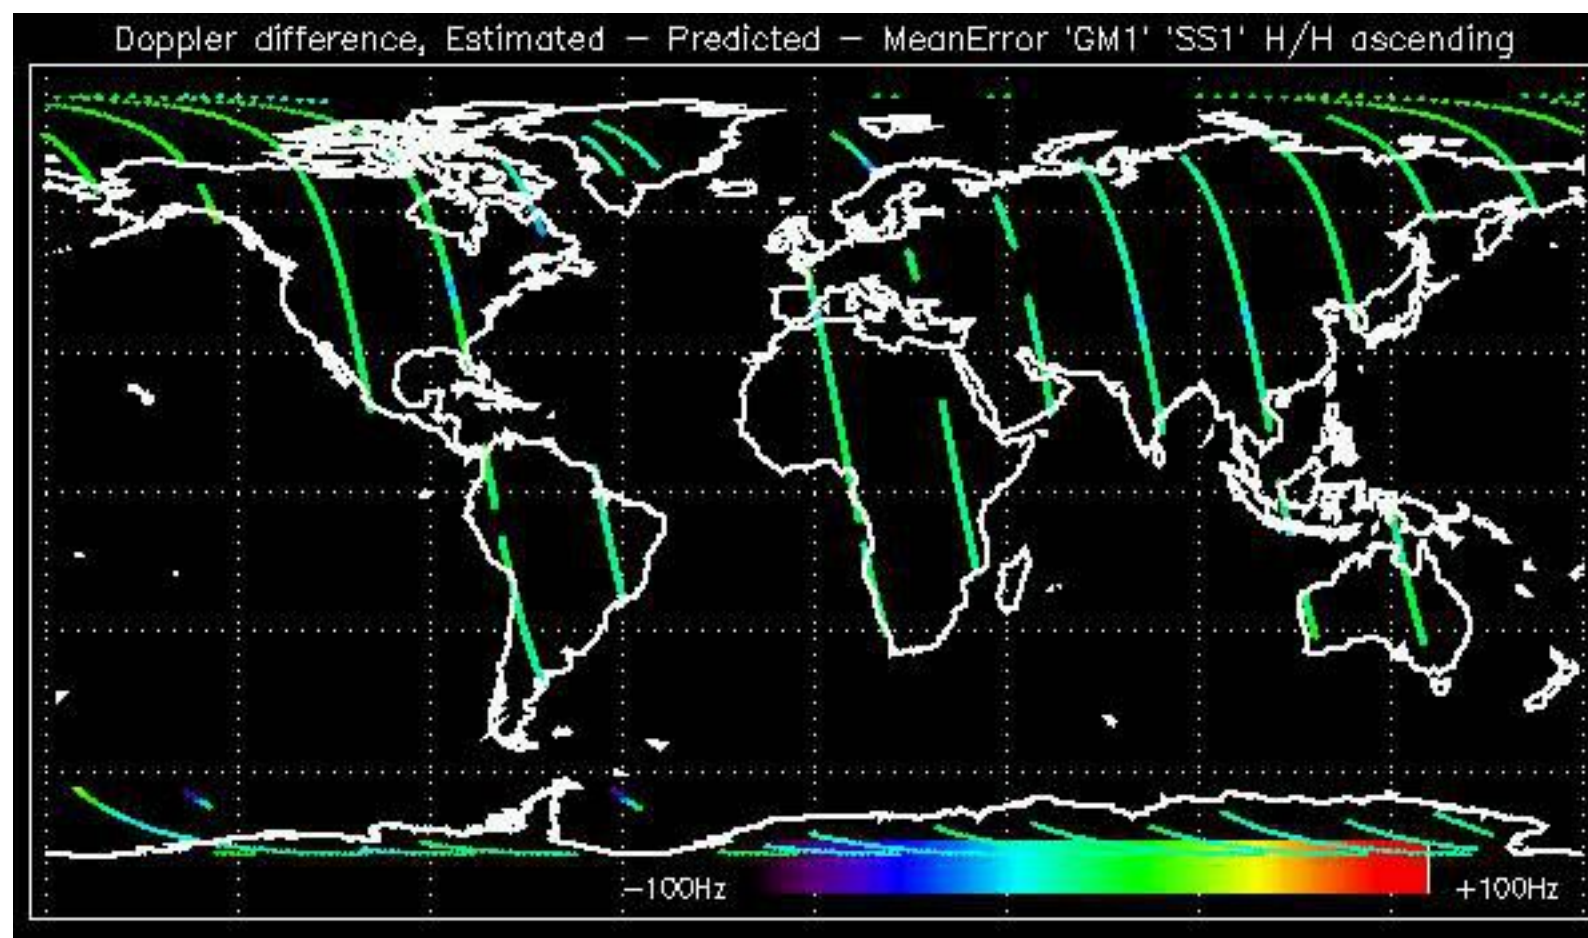 Doppler difference, Estimated – Predicted – MeanError 'GM1' 'SS1' H/H ascending
−100Hz +100Hz